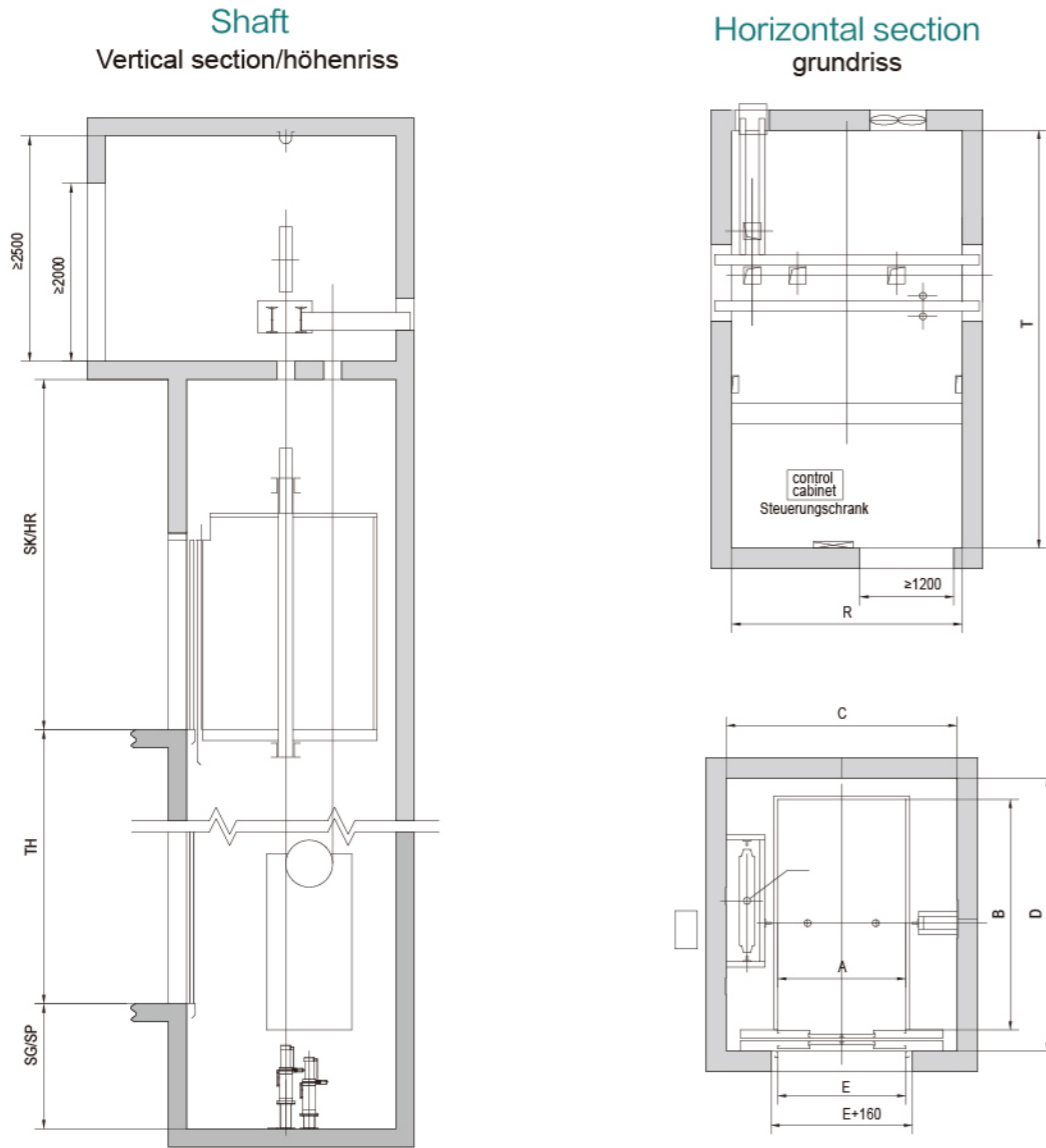 Shaft
Vertical section/höhenriss
≥2500
≥2000
SK/HR
TH
SG/SP
Horizontal section
grundriss
T
control
cabinet
Steuerungschrank
≥1200
R
C
B
D
A
E
E+160